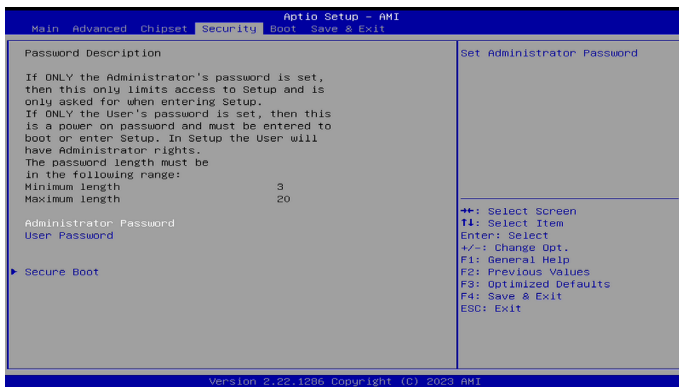 Aptio Setup - AMI
Main Advanced Chipset Security Boot Save & Exit
Password Description
If ONLY the Administrator's password is set,
then this only limits access to Setup and is
only asked for when entering Setup.
If ONLY the User's password is set, then this
is a power on password and must be entered to
boot or enter Setup. In Setup the User will
have Administrator rights.
The password length must be
in the following range:
Minimum length 3
Maximum length 20
Administrator Password
User Password
► Secure Boot
Set Administrator Password
→←: Select Screen
↑↓: Select Item
Enter: Select
+/-: Change Opt.
F1: General Help
F2: Previous Values
F3: Optimized Defaults
F4: Save & Exit
ESC: Exit
Version 2.22.1286 Copyright (C) 2023 AMI